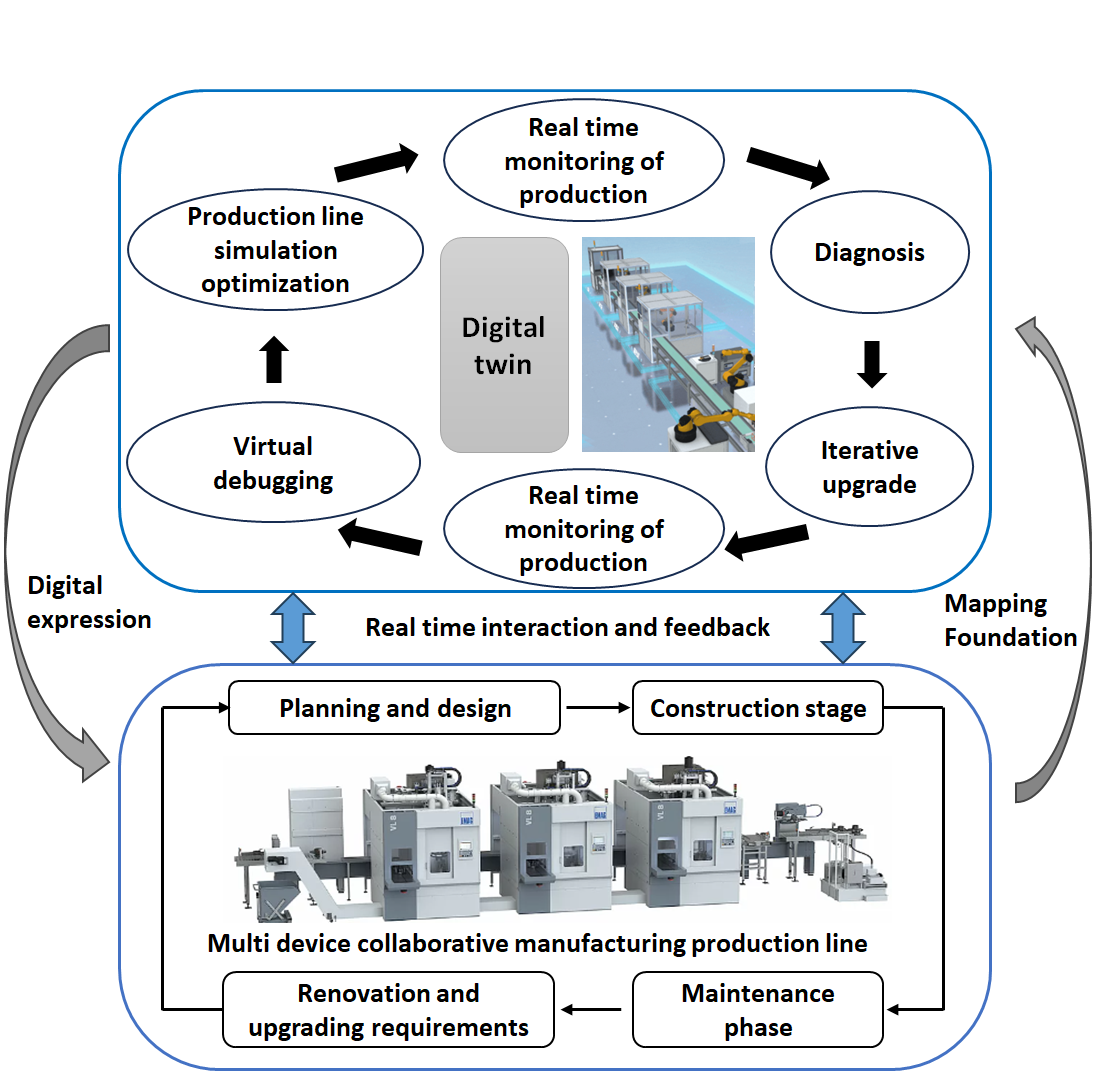 Real time
monitoring of
production
Production line
simulation
optimization
Diagnosis
Digital
twin
Virtual
debugging
Iterative
upgrade
Real time
monitoring of
production
Digital
expression
Real time interaction and feedback
Mapping
Foundation
Planning and design
Construction stage
VL 8
EMAG
VL 8
EMAG
VL 8
EMAG
Multi device collaborative manufacturing production line
Renovation and
upgrading requirements
Maintenance
phase